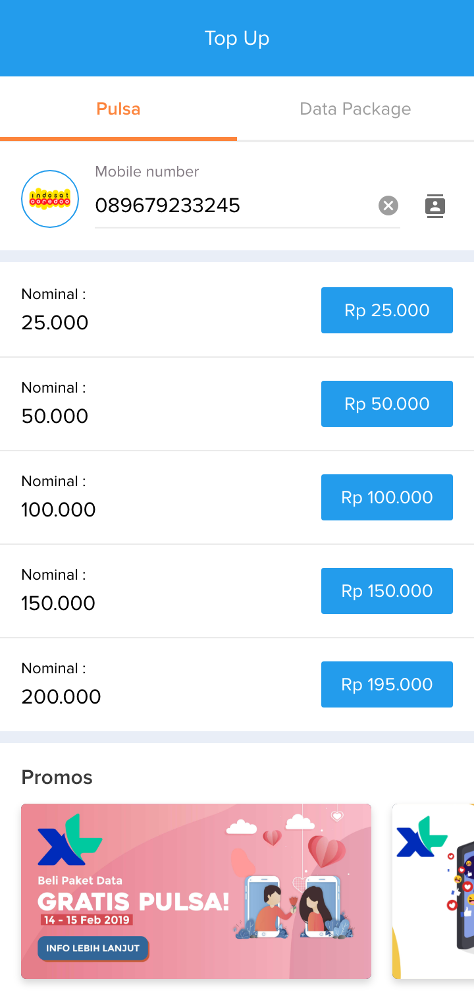 Top Up
Pulsa
Data Package
Mobile number
indosat
ooredoo
089679233245
Nominal :
25.000
Rp 25.000
Nominal :
50.000
Rp 50.000
Nominal :
100.000
Rp 100.000
Nominal :
150.000
Rp 150.000
Nominal :
200.000
Rp 195.000
Promos
XL
Beli Paket Data
GRATIS PULSA!
14 - 15 Feb 2019
INFO LEBIH LANJUT
XL